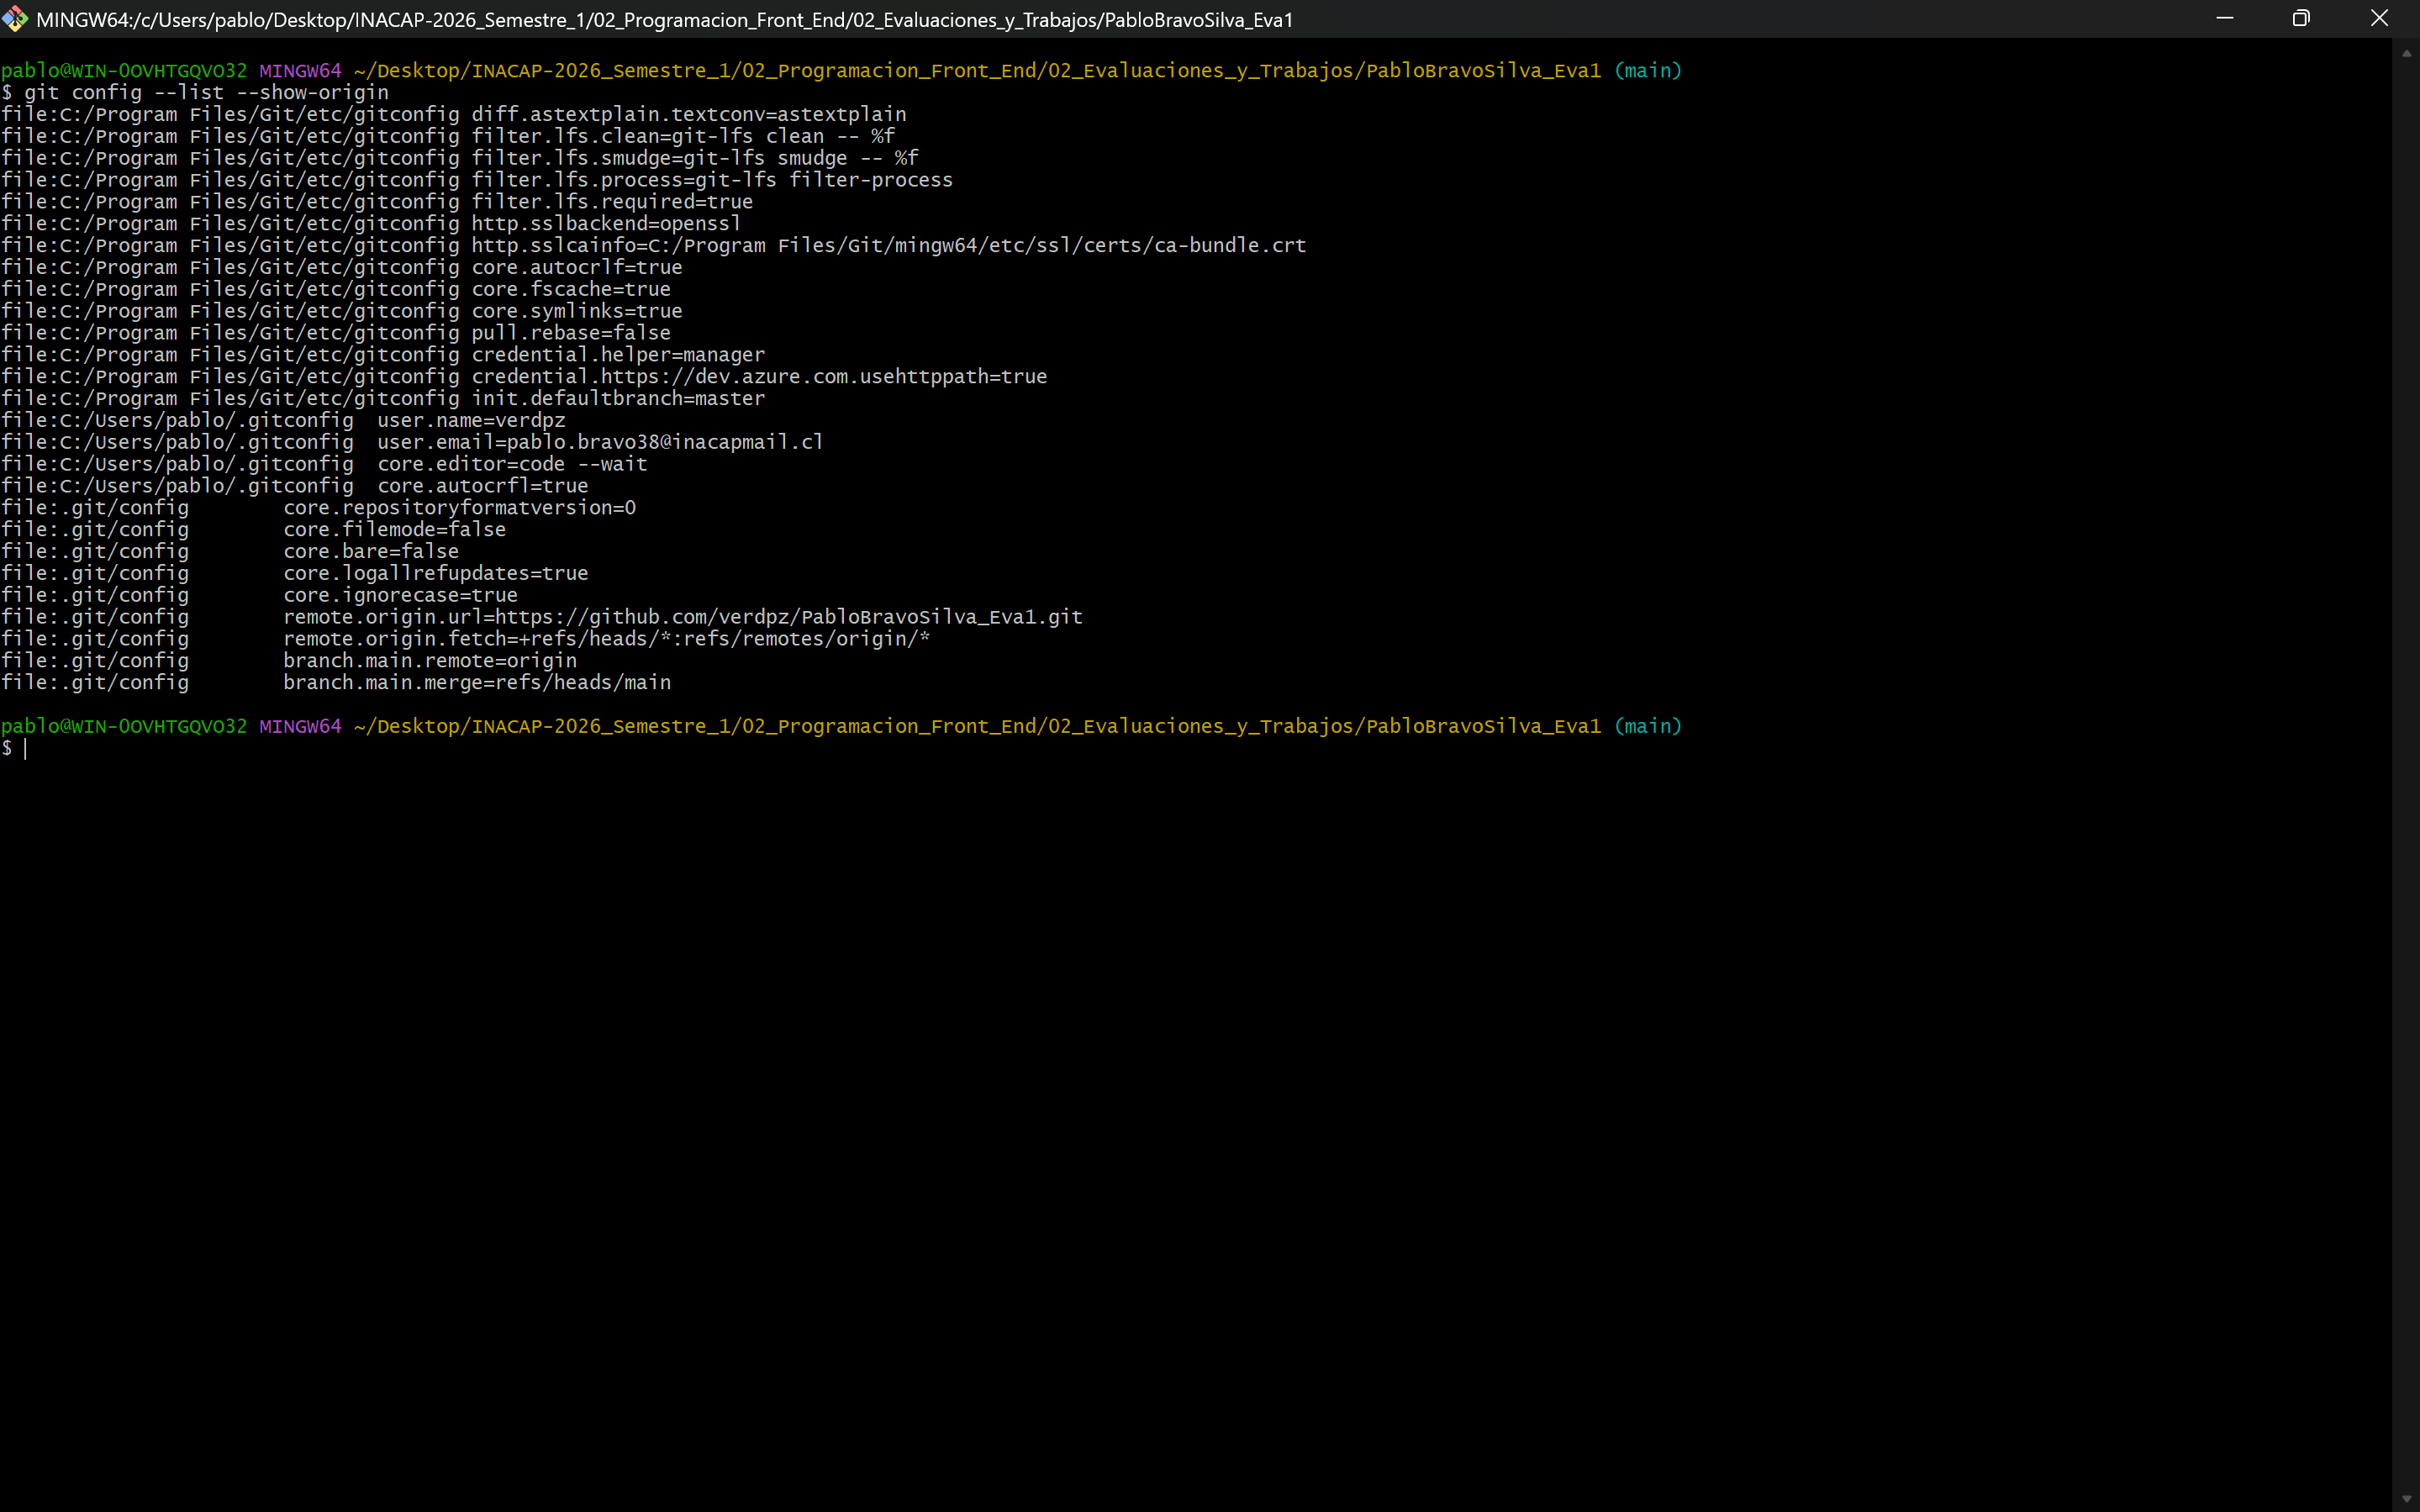 MINGW64:/c/Users/pablo/Desktop/INACAP-2026_Semestre_1/02_Programacion_Front_End/02_Evaluaciones_y_Trabajos/PabloBravoSilva_Eva1
pablo@WIN-OOVHTGQVO32 MINGW64 ~/Desktop/INACAP-2026_Semestre_1/02_Programacion_Front_End/02_Evaluaciones_y_Trabajos/PabloBravoSilva_Eva1 (main)
$ git config --list --show-origin
file:C:/Program Files/Git/etc/gitconfig diff.astextplain.textconv=astextplain
file:C:/Program Files/Git/etc/gitconfig filter.lfs.clean=git-lfs clean -- %f
file:C:/Program Files/Git/etc/gitconfig filter.lfs.smudge=git-lfs smudge -- %f
file:C:/Program Files/Git/etc/gitconfig filter.lfs.process=git-lfs filter-process
file:C:/Program Files/Git/etc/gitconfig filter.lfs.required=true
file:C:/Program Files/Git/etc/gitconfig http.sslbackend=openssl
file:C:/Program Files/Git/etc/gitconfig http.sslcainfo=C:/Program Files/Git/mingw64/etc/ssl/certs/ca-bundle.crt
file:C:/Program Files/Git/etc/gitconfig core.autocrlf=true
file:C:/Program Files/Git/etc/gitconfig core.fscache=true
file:C:/Program Files/Git/etc/gitconfig core.symlinks=true
file:C:/Program Files/Git/etc/gitconfig pull.rebase=false
file:C:/Program Files/Git/etc/gitconfig credential.helper=manager
file:C:/Program Files/Git/etc/gitconfig credential.https://dev.azure.com.usehttppath=true
file:C:/Program Files/Git/etc/gitconfig init.defaultbranch=master
file:C:/Users/pablo/.gitconfig  user.name=verdpz
file:C:/Users/pablo/.gitconfig  user.email=pablo.bravo38@inacapmail.cl
file:C:/Users/pablo/.gitconfig  core.editor=code --wait
file:C:/Users/pablo/.gitconfig  core.autocrfl=true
file:.git/config        core.repositoryformatversion=0
file:.git/config        core.filemode=false
file:.git/config        core.bare=false
file:.git/config        core.logallrefupdates=true
file:.git/config        core.ignorecase=true
file:.git/config        remote.origin.url=https://github.com/verdpz/PabloBravoSilva_Eva1.git
file:.git/config        remote.origin.fetch=+refs/heads/*:refs/remotes/origin/*
file:.git/config        branch.main.remote=origin
file:.git/config        branch.main.merge=refs/heads/main
pablo@WIN-OOVHTGQVO32 MINGW64 ~/Desktop/INACAP-2026_Semestre_1/02_Programacion_Front_End/02_Evaluaciones_y_Trabajos/PabloBravoSilva_Eva1 (main)
$